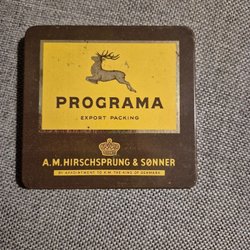 PROGRAMA
EXPORT PACKING
A.M. HIRSCHSPRUNG & SØNNER
BY APPOINTMENT TO H.M. THE KING OF DENMARK